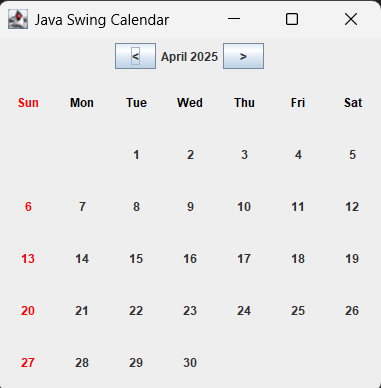 Java Swing Calendar
< April 2025 >
Sun Mon Tue Wed Thu Fri Sat
1 2 3 4 5
6 7 8 9 10 11 12
13 14 15 16 17 18 19
20 21 22 23 24 25 26
27 28 29 30